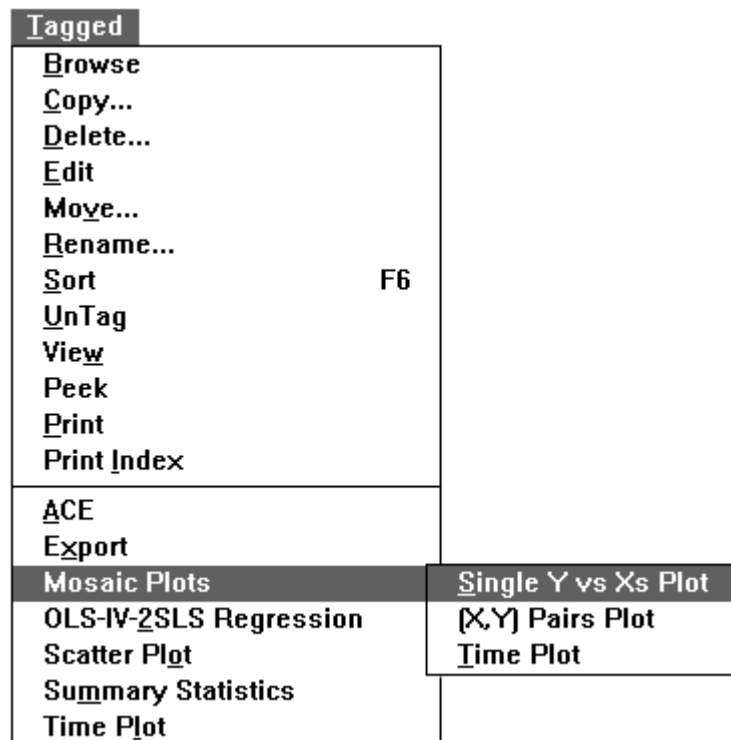 Tagged
Browse
Copy...
Delete...
Edit
Move...
Rename...
Sort F6
UnTag
View
Peek
Print
Print Index
ACE
Export
Mosaic Plots
OLS-IV-2SLS Regression
Scatter Plot
Summary Statistics
Time Plot
Single Y vs Xs Plot
(X,Y) Pairs Plot
Time Plot